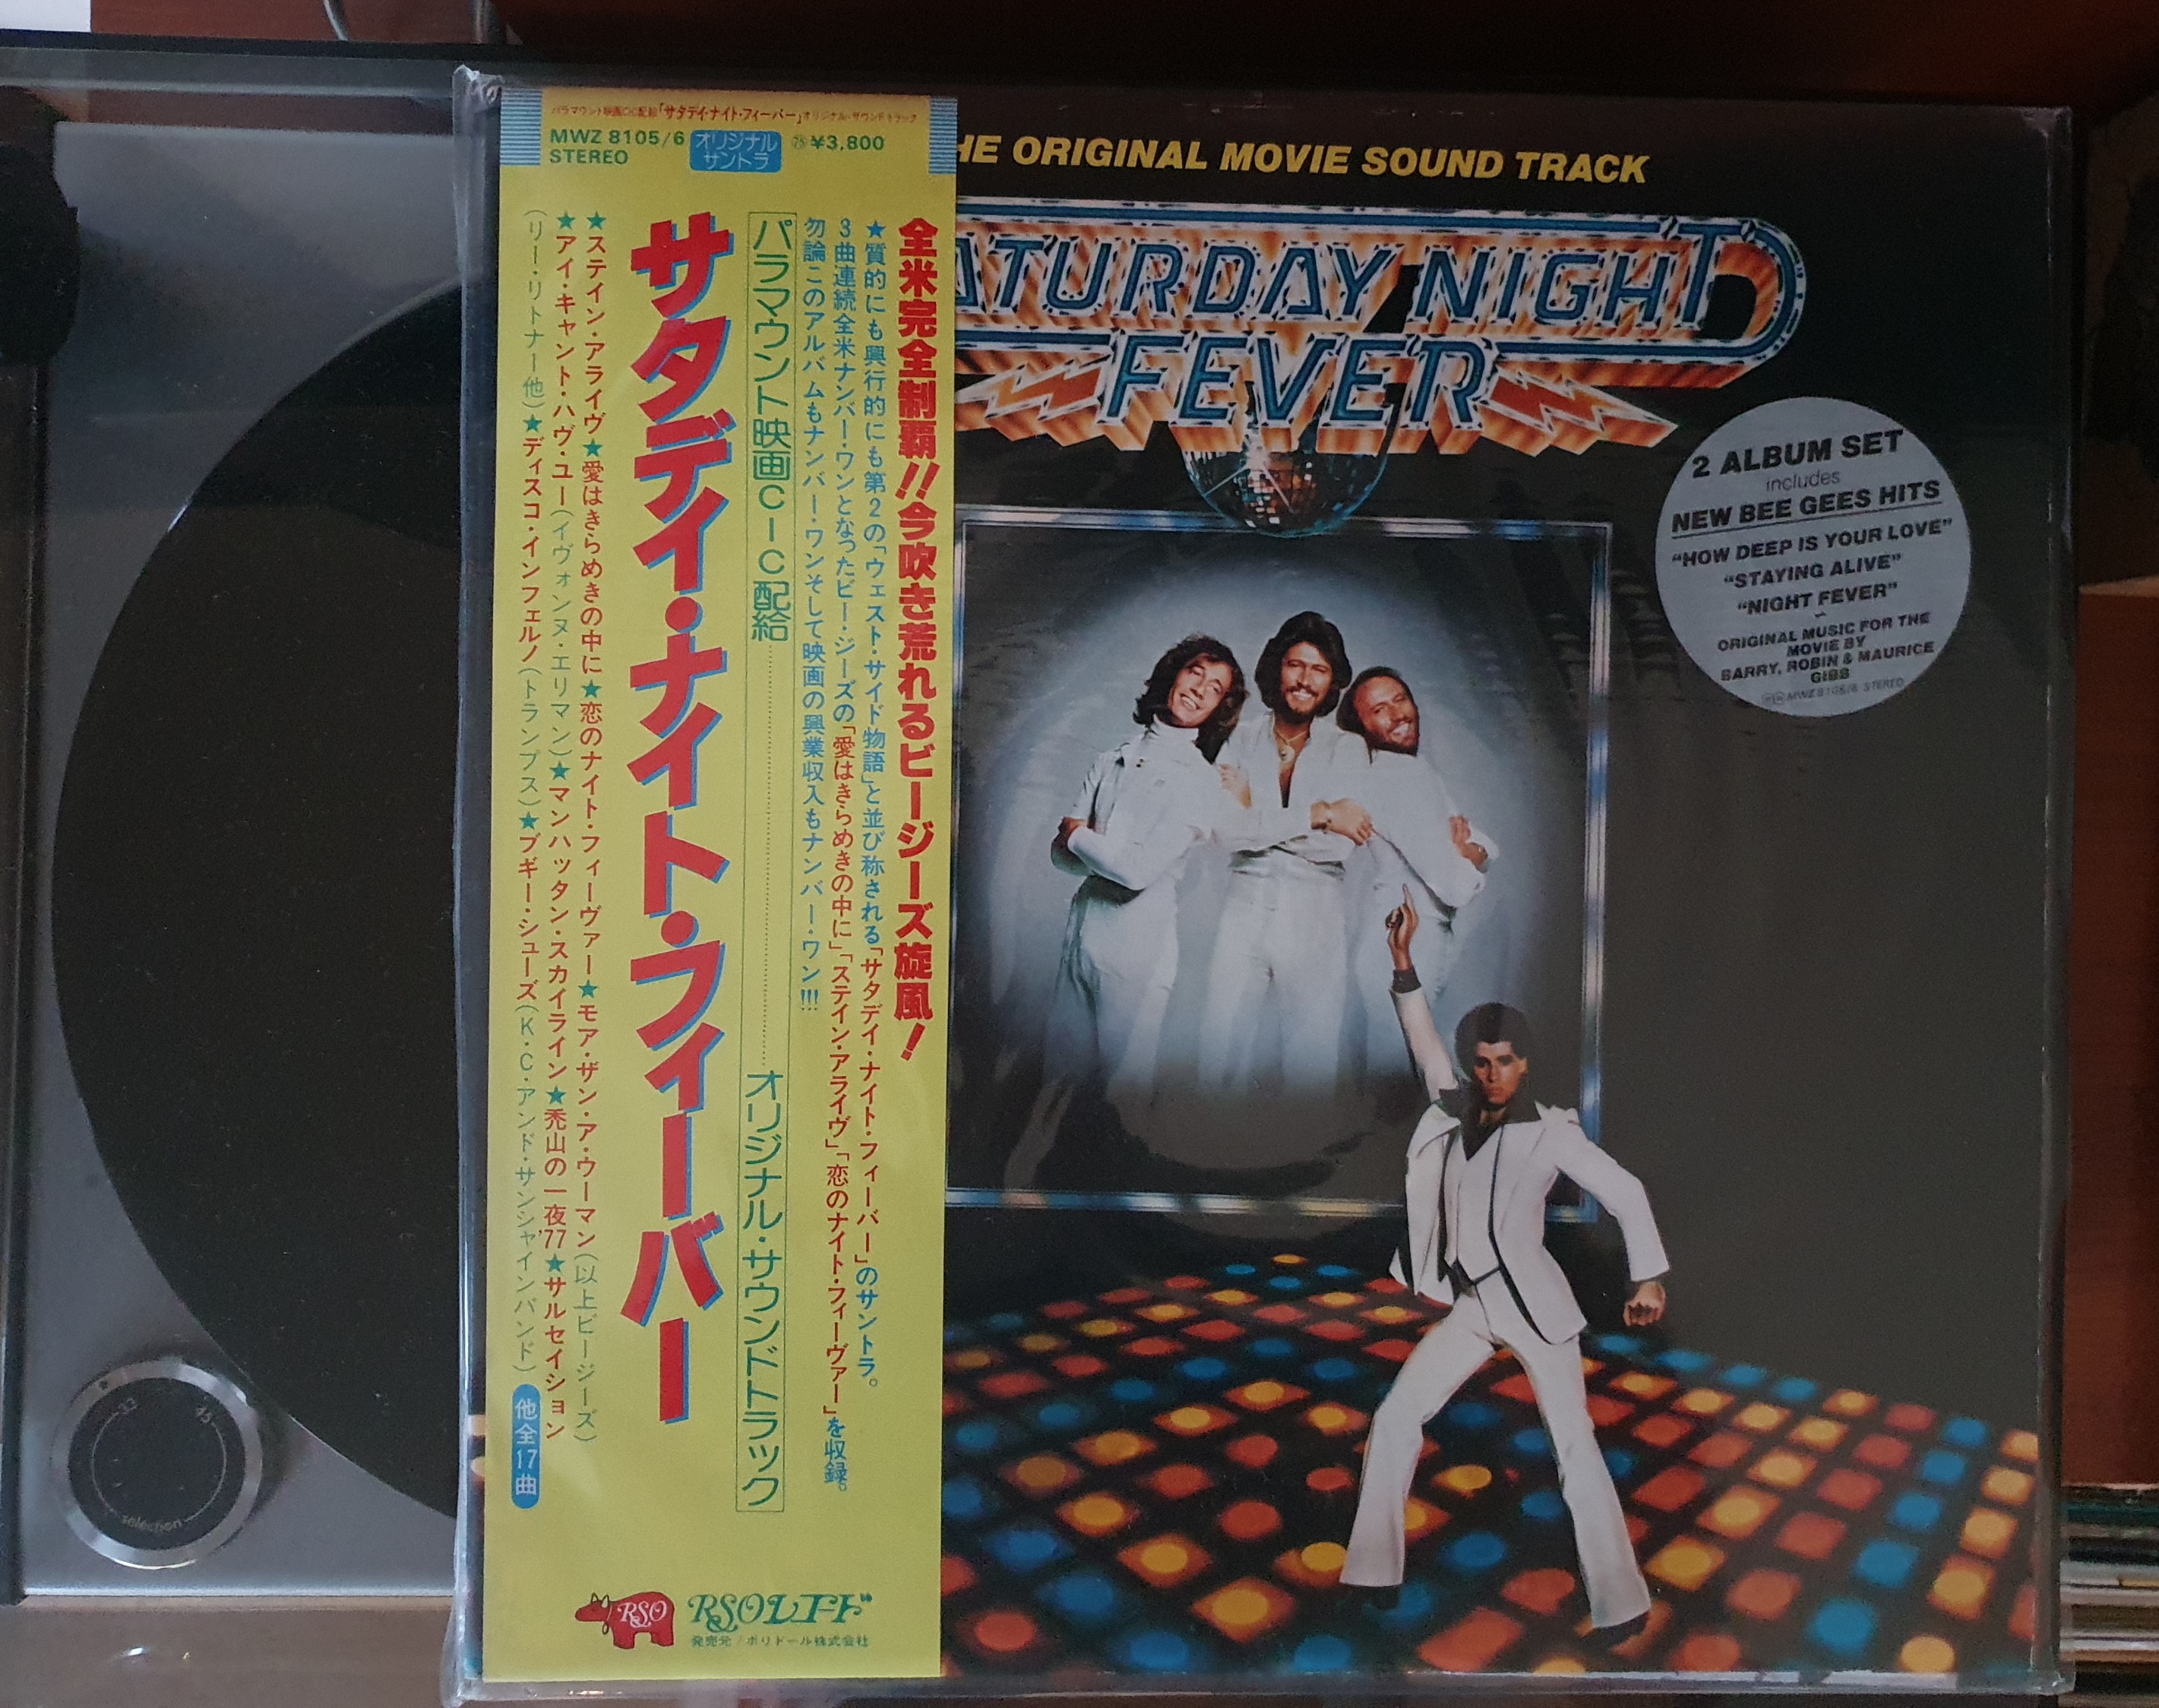 パラマウント映画CIC配給「サタデイ・ナイト・フィーバー」オリジナル・サウンドトラック
MWZ 8105/6
STEREO
オリジナル
サントラ
¥3,800
全米完全制覇!!今吹き荒れるビージーズ旋風!
★質的にも興行的にも第2の「ウェスト・サイド物語」と並び称される「サタデイ・ナイト・フィーバー」のサントラ。
3曲連続全米ナンバー・ワンとなったビー・ジーズの「愛はきらめきの中に」「ステイン・アライヴ」「恋のナイト・フィーヴァー」を収録。
勿論このアルバムもナンバー・ワンそして映画の興業収入もナンバー・ワン!!!
パラマウント映画CIC配給 オリジナル・サウンドトラック
サタデイ・ナイト・フィーバー
★ステイン・アライヴ★愛はきらめきの中に★恋のナイト・フィーヴァー★モア・ザン・ア・ウーマン(以上ビージーズ)
★アイ・キャント・ハヴ・ユー(イヴォンヌ・エリマン)★マンハッタン・スカイライン★禿山の一夜'77★サルセイション
(リー・リトナー他)★ディスコ・インフェルノ(トランプス)★ブギー・シューズ(K・C・アンド・サンシャインバンド)
他全17曲
RSO
RSOレコード
発売元/ポリドール株式会社
HE ORIGINAL MOVIE SOUND TRACK
ATURDAY NIGHT
FEVER
2 ALBUM SET
includes
NEW BEE GEES HITS
"HOW DEEP IS YOUR LOVE"
"STAYING ALIVE"
"NIGHT FEVER"
ORIGINAL MUSIC FOR THE
MOVIE BY
BARRY, ROBIN & MAURICE
GIBB
MWZ 8105/6 STEREO
33
45
selection